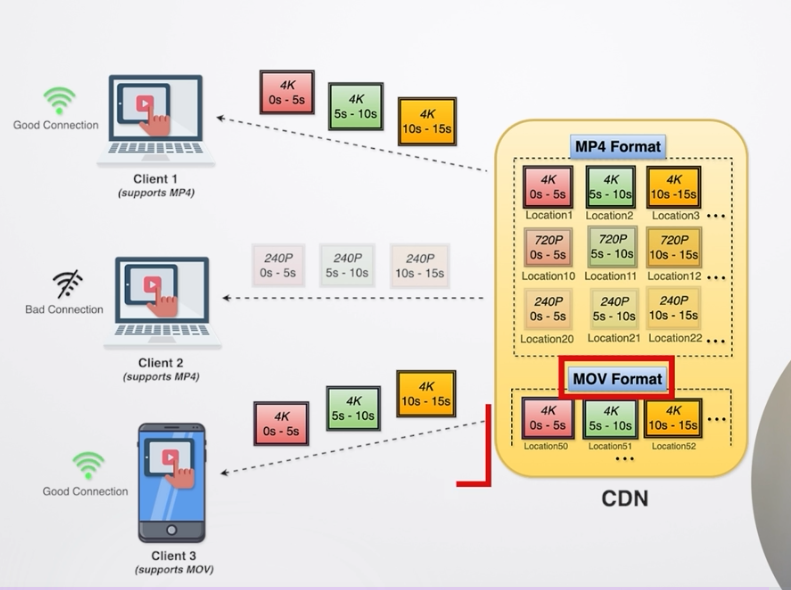 4K
0s - 5s
4K
5s - 10s
4K
10s - 15s
Good Connection
Client 1
(supports MP4)
240P
0s - 5s
240P
5s - 10s
240P
10s - 15s
Bad Connection
Client 2
(supports MP4)
4K
0s - 5s
4K
5s - 10s
4K
10s - 15s
Good Connection
Client 3
(supports MOV)
MP4 Format
4K
0s - 5s
Location1
4K
5s - 10s
Location2
4K
10s -15s
Location3
...
720P
0s - 5s
Location10
720P
5s - 10s
Location11
720P
10s - 15s
Location12
...
240P
0s - 5s
Location20
240P
5s - 10s
Location21
240P
10s - 15s
Location22
...
MOV Format
4K
0s - 5s
Location50
4K
5s - 10s
Location51
4K
10s - 15s
Location52
...
...
CDN